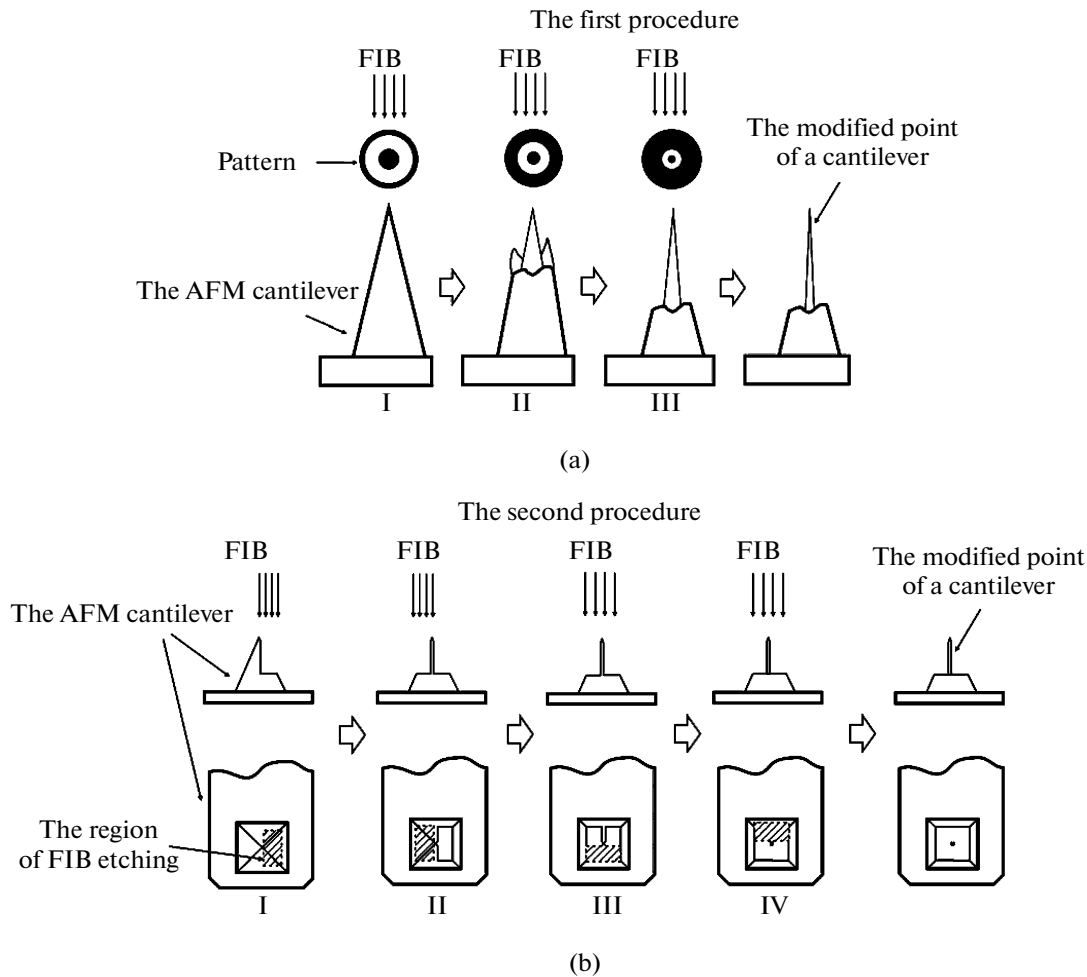 The first procedure
FIB FIB FIB
Pattern
The modified point
of a cantilever
The AFM cantilever
I II III
(a)
The second procedure
FIB FIB FIB FIB
The modified point
of a cantilever
The AFM cantilever
The region
of FIB etching
I II III IV
(b)